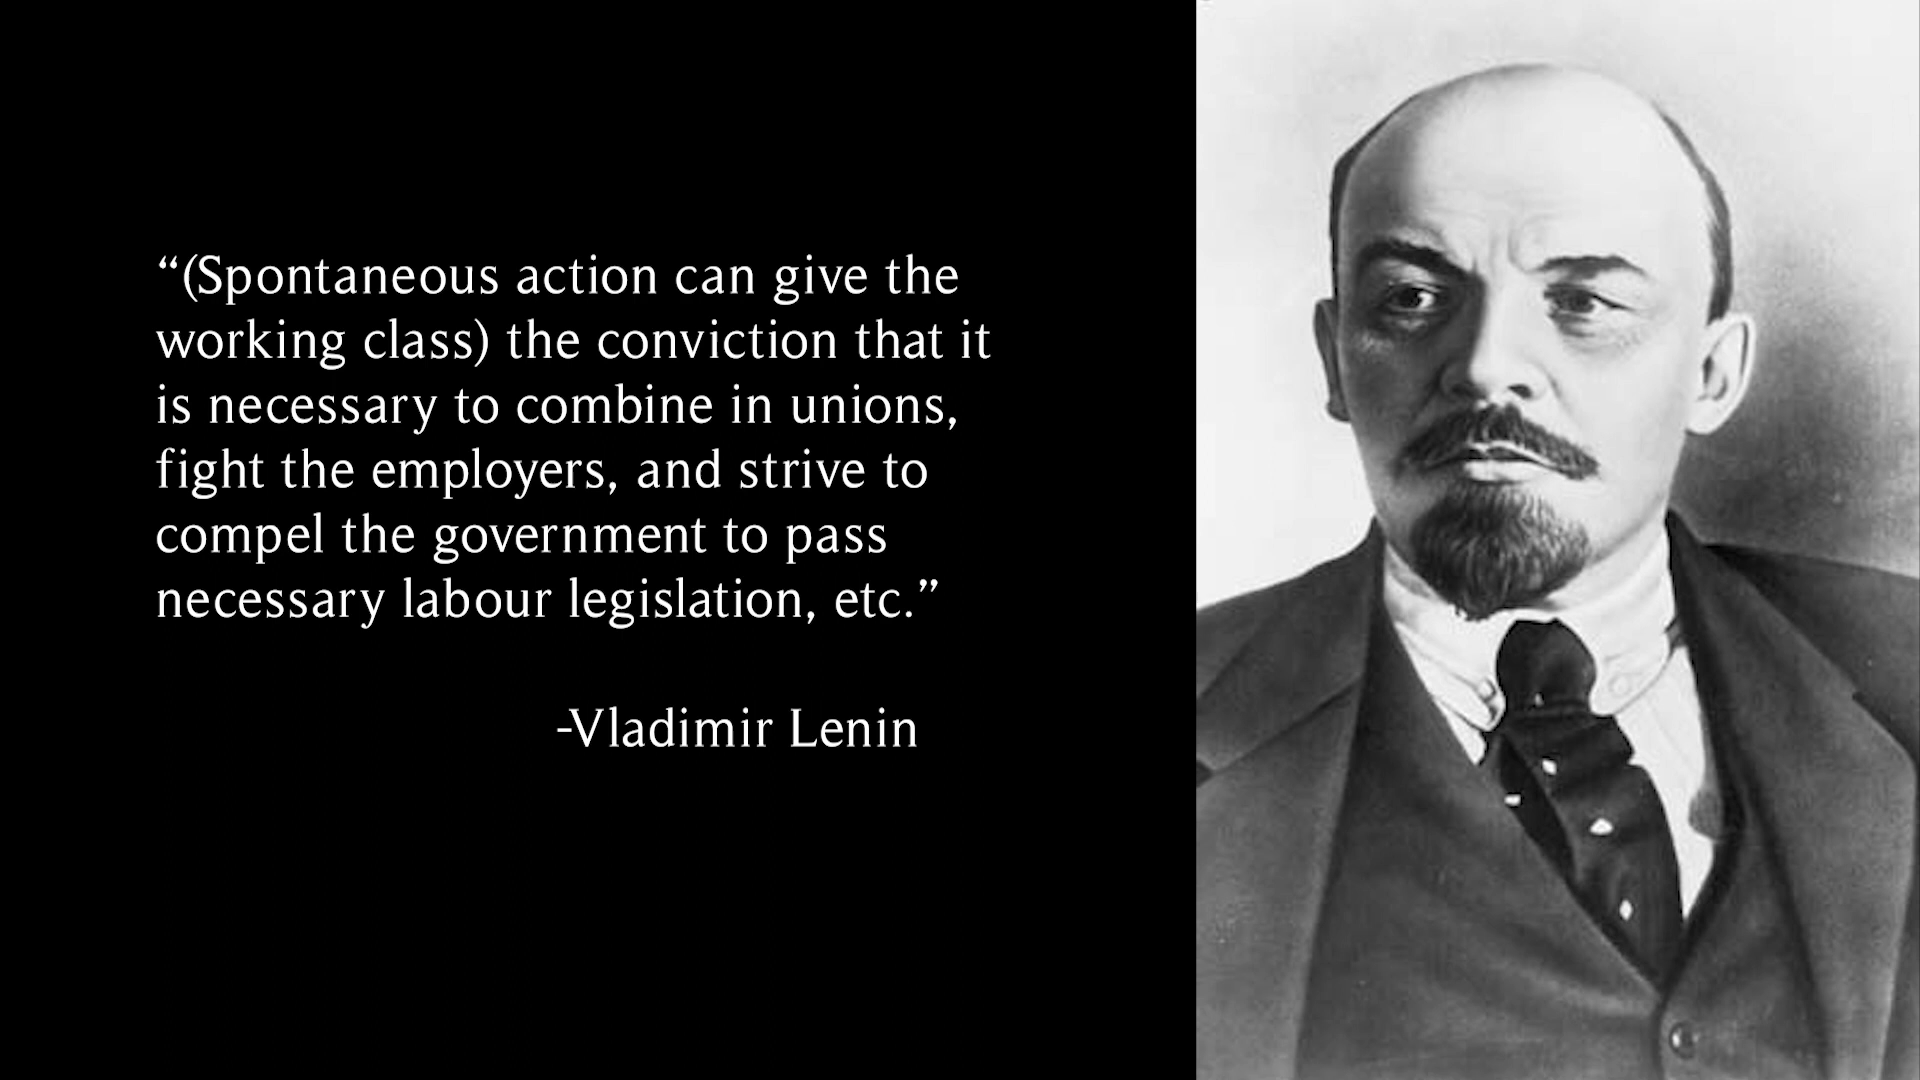 “(Spontaneous action can give the
working class) the conviction that it
is necessary to combine in unions,
fight the employers, and strive to
compel the government to pass
necessary labour legislation, etc.”
-Vladimir Lenin